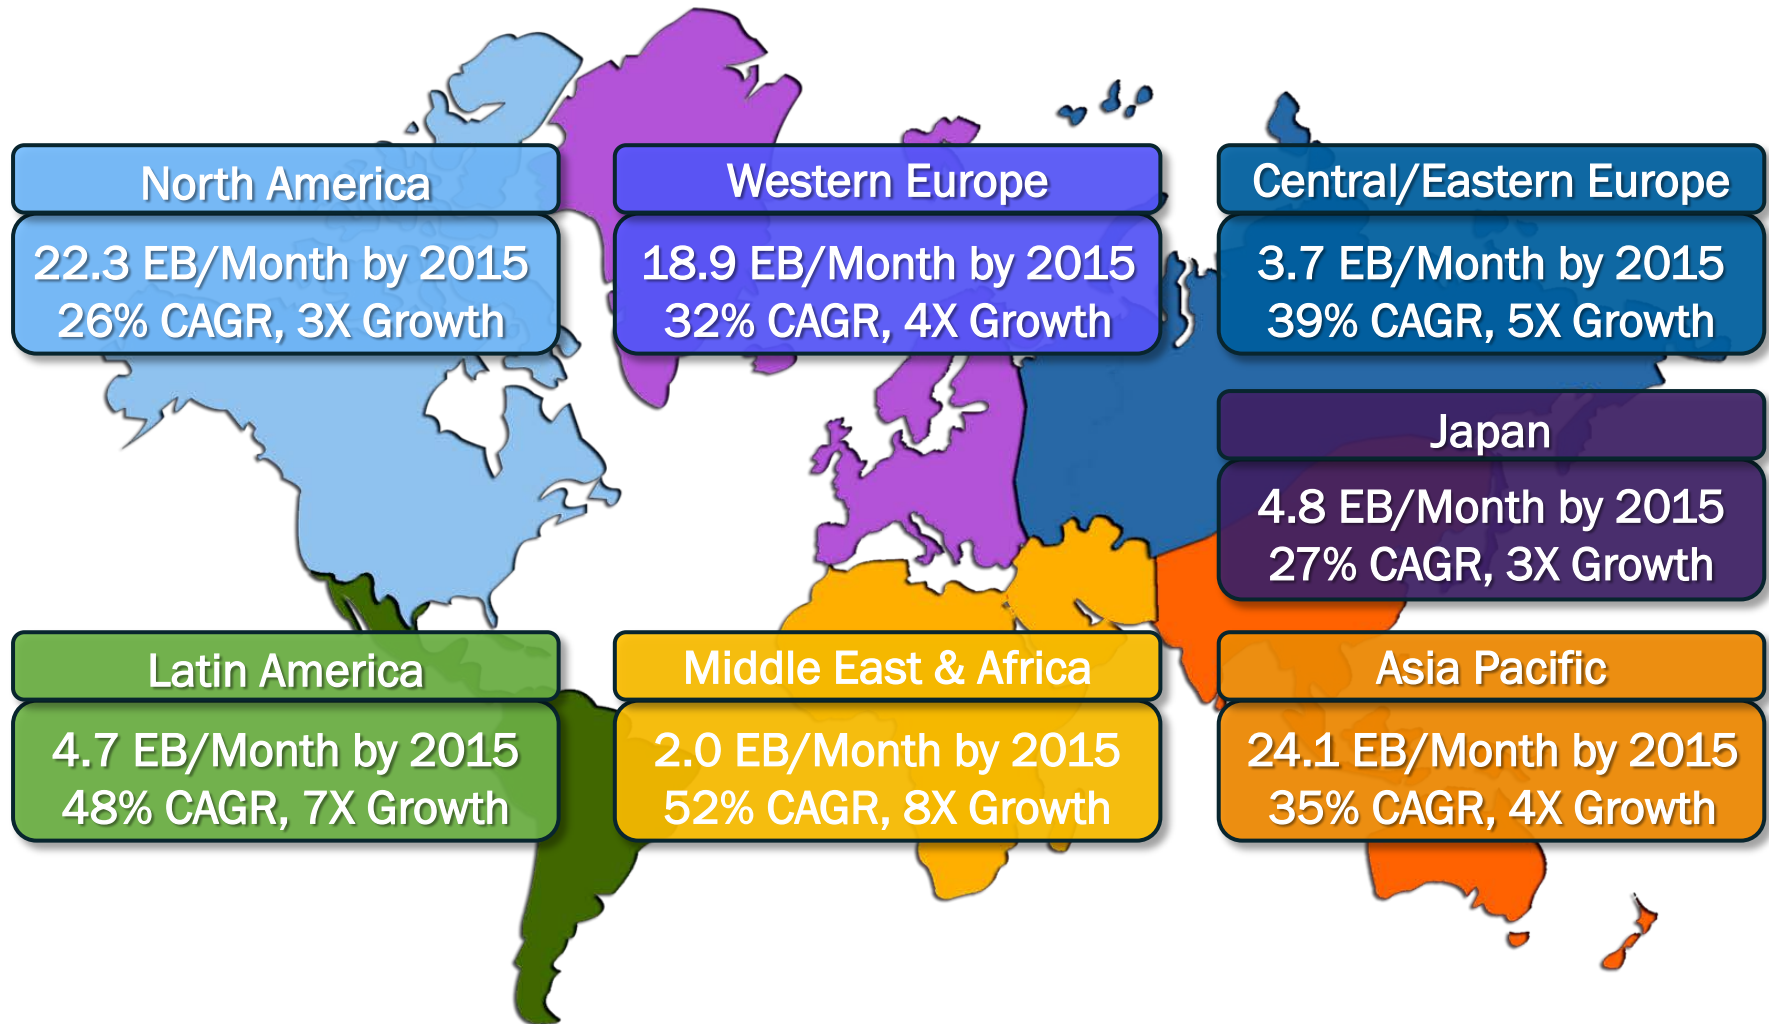 North America
22.3 EB/Month by 2015
26% CAGR, 3X Growth
Western Europe
18.9 EB/Month by 2015
32% CAGR, 4X Growth
Central/Eastern Europe
3.7 EB/Month by 2015
39% CAGR, 5X Growth
Japan
4.8 EB/Month by 2015
27% CAGR, 3X Growth
Latin America
4.7 EB/Month by 2015
48% CAGR, 7X Growth
Middle East & Africa
2.0 EB/Month by 2015
52% CAGR, 8X Growth
Asia Pacific
24.1 EB/Month by 2015
35% CAGR, 4X Growth